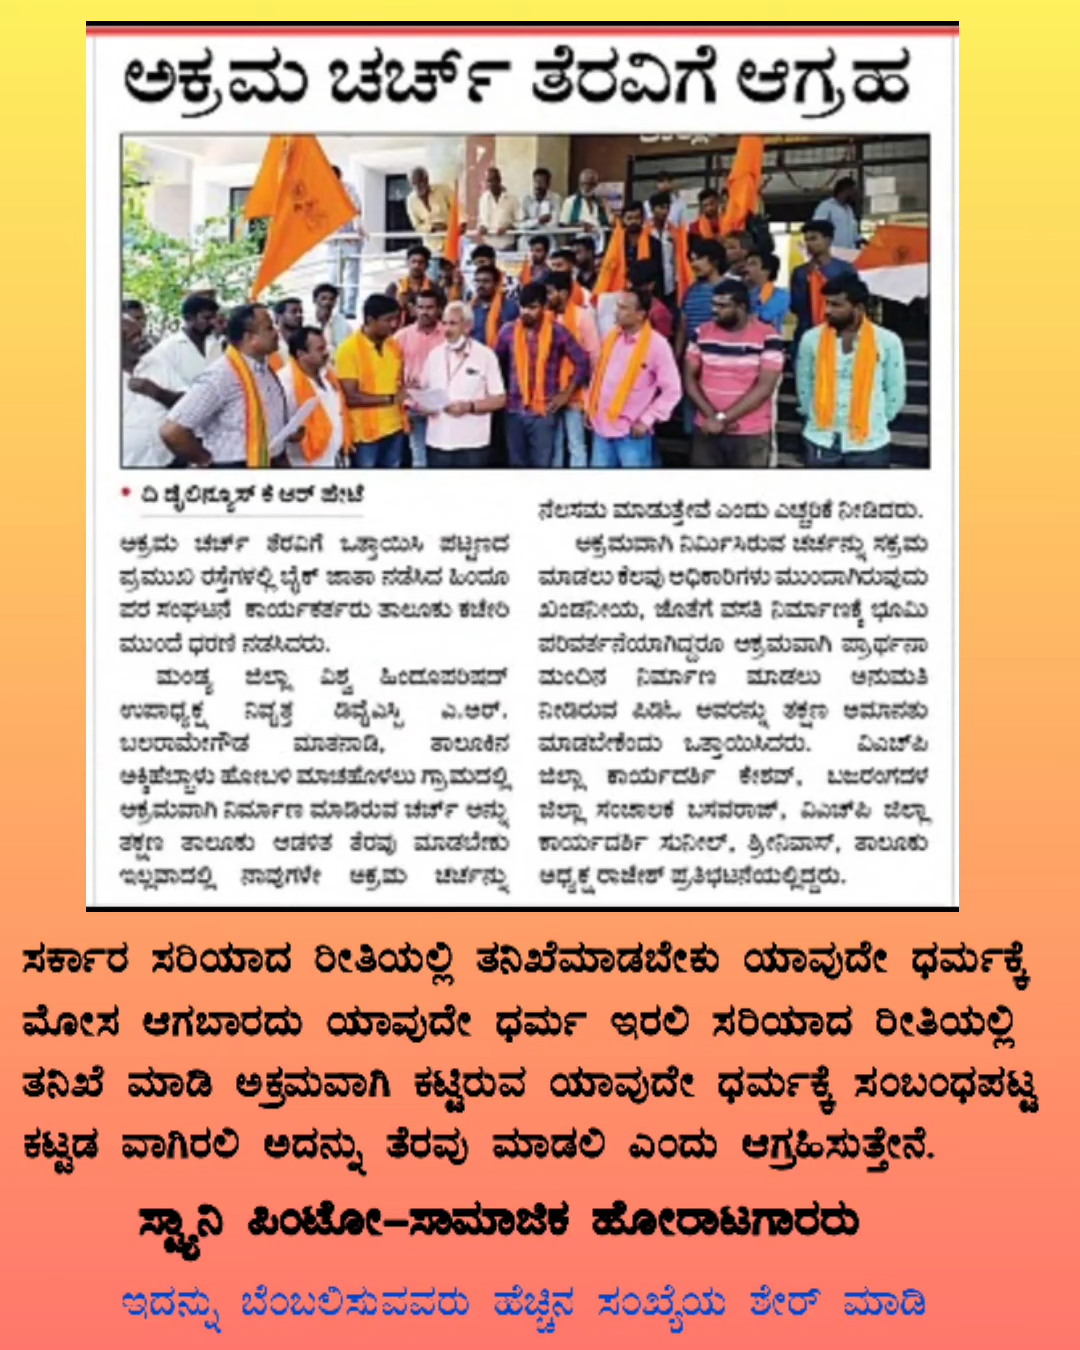 ಅಕ್ರಮ ಚರ್ಚ್ ತೆರವಿಗೆ ಆಗ್ರಹ
• ದಿ ಡೈಲಿನ್ಯೂಸ್ ಕೆ ಆರ್ ಪೇಟೆ
ಅಕ್ರಮ ಚರ್ಚ್ ತೆರವಿಗೆ ಒತ್ತಾಯಿಸಿ ಪಟ್ಟಣದ
ಪ್ರಮುಖ ರಸ್ತೆಗಳಲ್ಲಿ ಬೈಕ್ ಜಾತಾ ನಡೆಸಿದ ಹಿಂದೂ
ಪರ ಸಂಘಟನೆ ಕಾರ್ಯಕರ್ತರು ತಾಲೂಕು ಕಚೇರಿ
ಮುಂದೆ ಧರಣಿ ನಡಸಿದರು.
ಮಂಡ್ಯ ಜಿಲ್ಲಾ ವಿಶ್ವ ಹಿಂದೂಪರಿಷದ್
ಉಪಾಧ್ಯಕ್ಷ ನಿವೃತ್ತ ಡಿವೈಎಸ್ಪಿ ಎ.ಆರ್.
ಬಲರಾಮೇಗೌಡ ಮಾತನಾಡಿ, ತಾಲೂಕಿನ
ಅಕ್ಕಿಹೆಬ್ಬಾಳು ಹೋಬಳಿ ಮಾಚಹೊಳಲು ಗ್ರಾಮದಲ್ಲಿ
ಅಕ್ರಮವಾಗಿ ನಿರ್ಮಾಣ ಮಾಡಿರುವ ಚರ್ಚ್ ಅನ್ನು
ತಕ್ಷಣ ತಾಲೂಕು ಆಡಳಿತ ತೆರವು ಮಾಡಬೇಕು
ಇಲ್ಲವಾದಲ್ಲಿ ನಾವುಗಳೇ ಅಕ್ರಮ ಚರ್ಚನ್ನು
ನೆಲಸಮ ಮಾಡುತ್ತೇವೆ ಎಂದು ಎಚ್ಚರಿಕೆ ನೀಡಿದರು.
ಅಕ್ರಮವಾಗಿ ನಿರ್ಮಿಸಿರುವ ಚರ್ಚನ್ನು ಸಕ್ರಮ
ಮಾಡಲು ಕೆಲವು ಅಧಿಕಾರಿಗಳು ಮುಂದಾಗಿರುವುದು
ಖಂಡನೀಯ, ಜೊತೆಗೆ ವಸತಿ ನಿರ್ಮಾಣಕ್ಕೆ ಭೂಮಿ
ಪರಿವರ್ತನೆಯಾಗಿದ್ದರೂ ಅಕ್ರಮವಾಗಿ ಪ್ರಾರ್ಥನಾ
ಮಂದಿನ ನಿರ್ಮಾಣ ಮಾಡಲು ಅನುಮತಿ
ನೀಡಿರುವ ಪಿಡಿಓ ಅವರನ್ನು ತಕ್ಷಣ ಅಮಾನತು
ಮಾಡಬೇಕೆಂದು ಒತ್ತಾಯಿಸಿದರು. ವಿಎಚ್‌ಪಿ
ಜಿಲ್ಲಾ ಕಾರ್ಯದರ್ಶಿ ಕೇಶವ್, ಬಜರಂಗದಳ
ಜಿಲ್ಲಾ ಸಂಚಾಲಕ ಬಸವರಾಜ್, ವಿಎಚ್‌ಪಿ ಜಿಲ್ಲಾ
ಕಾರ್ಯದರ್ಶಿ ಸುನೀಲ್, ಶ್ರೀನಿವಾಸ್, ತಾಲೂಕು
ಅಧ್ಯಕ್ಷ ರಾಜೇಶ್ ಪ್ರತಿಭಟನೆಯಲ್ಲಿದ್ದರು.
ಸರ್ಕಾರ ಸರಿಯಾದ ರೀತಿಯಲ್ಲಿ ತನಿಖೆಮಾಡಬೇಕು ಯಾವುದೇ ಧರ್ಮಕ್ಕೆ
ಮೋಸ ಆಗಬಾರದು ಯಾವುದೇ ಧರ್ಮ ಇರಲಿ ಸರಿಯಾದ ರೀತಿಯಲ್ಲಿ
ತನಿಖೆ ಮಾಡಿ ಅಕ್ರಮವಾಗಿ ಕಟ್ಟಿರುವ ಯಾವುದೇ ಧರ್ಮಕ್ಕೆ ಸಂಬಂಧಪಟ್ಟ
ಕಟ್ಟಡ ವಾಗಿರಲಿ ಅದನ್ನು ತೆರವು ಮಾಡಲಿ ಎಂದು ಆಗ್ರಹಿಸುತ್ತೇನೆ.
ಸ್ಟ್ಯಾನಿ ಪಿಂಟೋ-ಸಾಮಾಜಿಕ ಹೋರಾಟಗಾರರು
ಇದನ್ನು ಬೆಂಬಲಿಸುವವರು ಹೆಚ್ಚಿನ ಸಂಖ್ಯೆಯ ಶೇರ್ ಮಾಡಿ